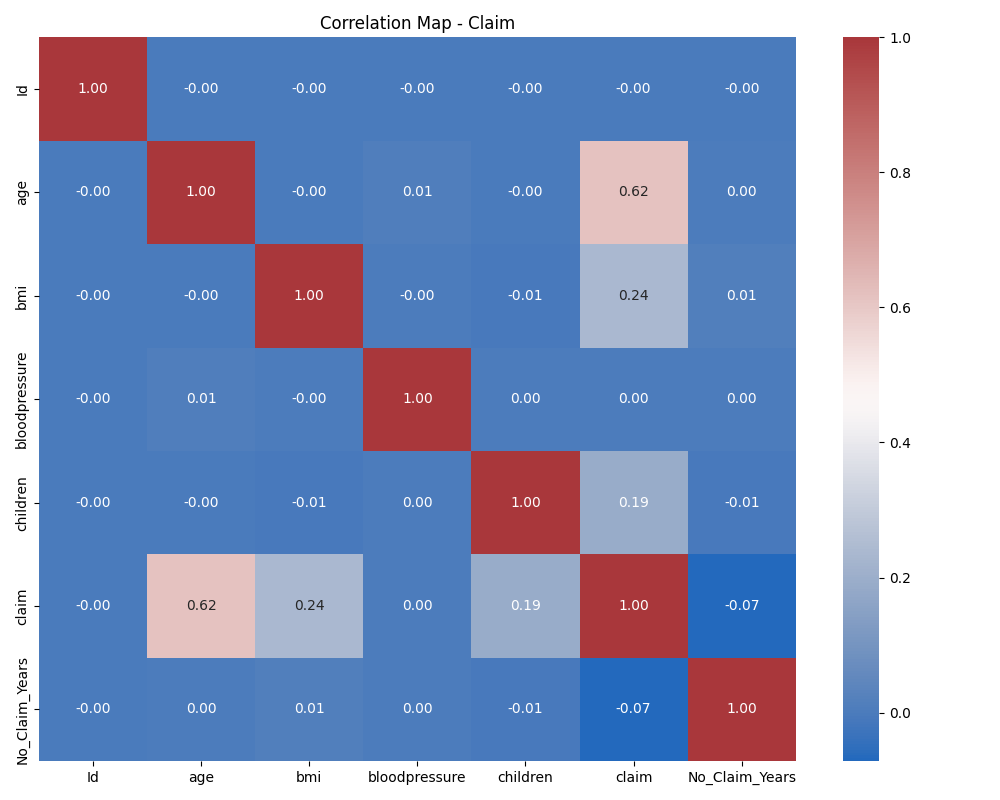 Correlation Map - Claim
Id 1.00 -0.00 -0.00 -0.00 -0.00 -0.00 -0.00
age -0.00 1.00 -0.00 0.01 -0.00 0.62 0.00
bmi -0.00 -0.00 1.00 -0.00 -0.01 0.24 0.01
bloodpressure -0.00 0.01 -0.00 1.00 0.00 0.00 0.00
children -0.00 -0.00 -0.01 0.00 1.00 0.19 -0.01
claim -0.00 0.62 0.24 0.00 0.19 1.00 -0.07
No_Claim_Years -0.00 0.00 0.01 0.00 -0.01 -0.07 1.00
Id age bmi bloodpressure children claim No_Claim_Years
1.0
0.8
0.6
0.4
0.2
0.0